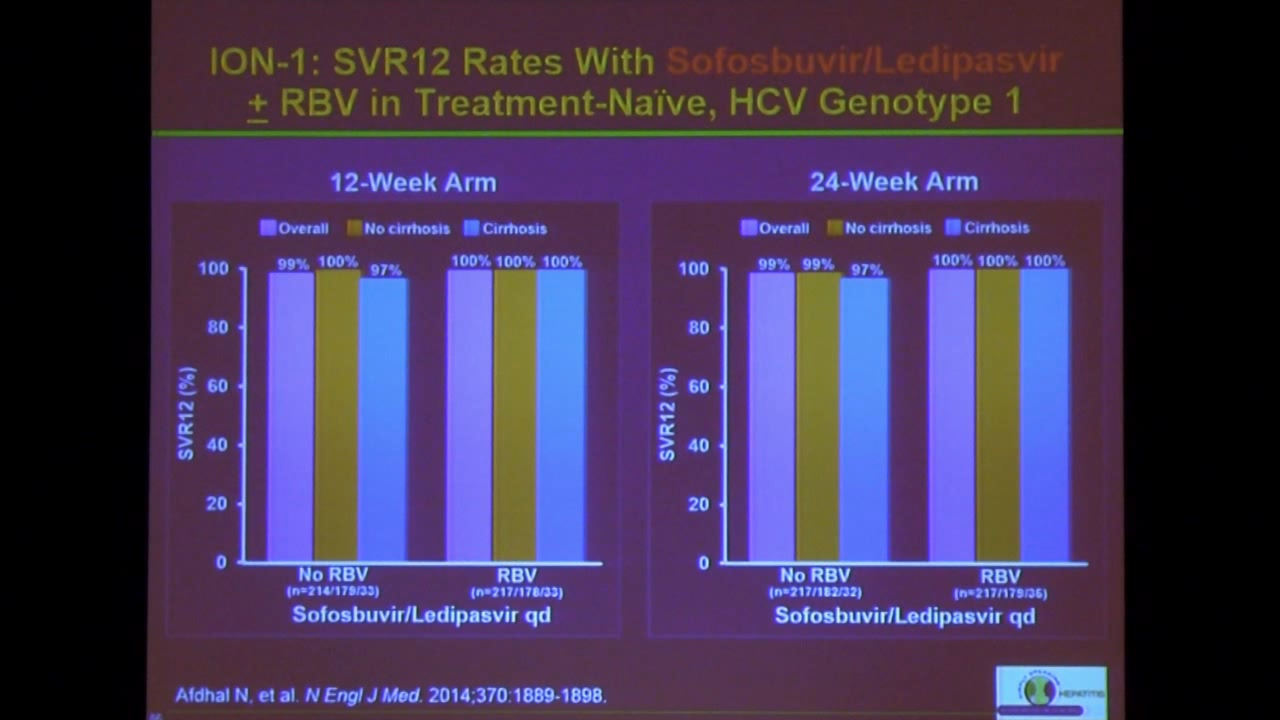 ION-1: SVR12 Rates With Sofosbuvir/Ledipasvir
± RBV in Treatment-Naïve, HCV Genotype 1
12-Week Arm
Overall No cirrhosis Cirrhosis
99% 100% 97% 100% 100% 100%
100
80
60
40
20
0
SVR12 (%)
No RBV RBV
(n=214/179/33) (n=217/178/33)
Sofosbuvir/Ledipasvir qd
24-Week Arm
Overall No cirrhosis Cirrhosis
99% 99% 97% 100% 100% 100%
100
80
60
40
20
0
SVR12 (%)
No RBV RBV
(n=217/182/32) (n=217/179/36)
Sofosbuvir/Ledipasvir qd
Afdhal N, et al. N Engl J Med. 2014;370:1889-1898.
HEPATITIS